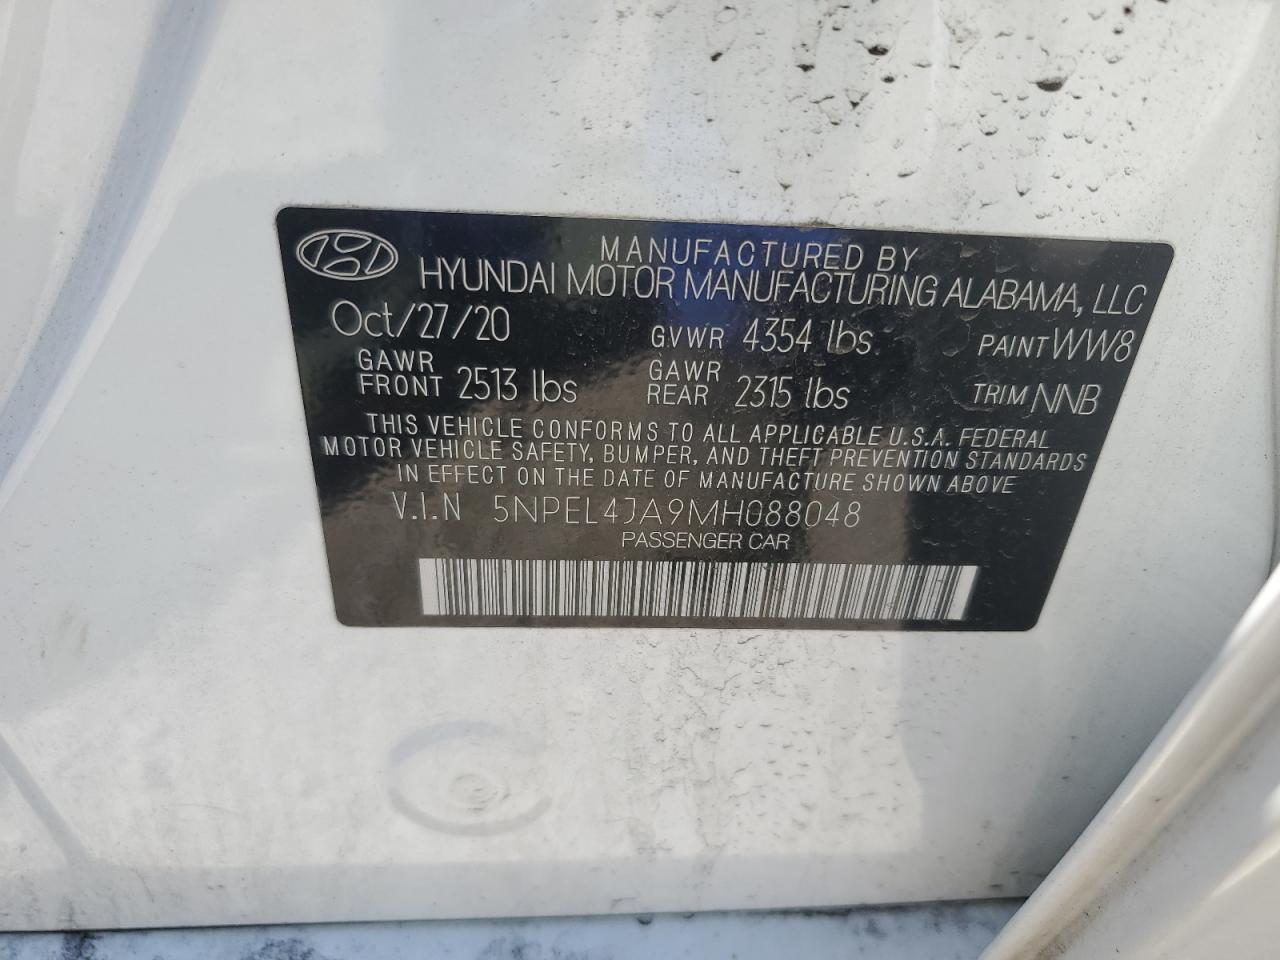 MANUFACTURED BY
HYUNDAI MOTOR MANUFACTURING ALABAMA, LLC
Oct/27/20 GVWR 4354 lbs PAINT WW8
GAWR FRONT 2513 lbs GAWR REAR 2315 lbs TRIM NNB
THIS VEHICLE CONFORMS TO ALL APPLICABLE U.S.A. FEDERAL
MOTOR VEHICLE SAFETY, BUMPER, AND THEFT PREVENTION STANDARDS
IN EFFECT ON THE DATE OF MANUFACTURE SHOWN ABOVE
V.I.N 5NPEL4JA9MH088048
PASSENGER CAR